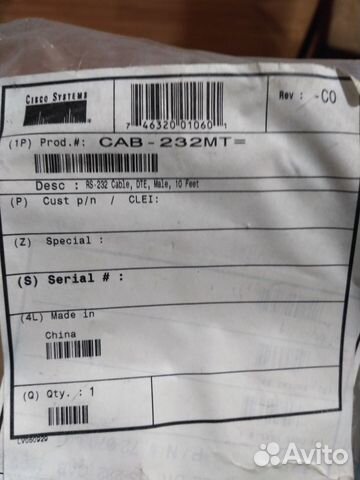 CISCO SYSTEMS
7 46320 01060 1
Rev : -C0
(1P) Prod.#: CAB-232MT=
Desc : RS-232 Cable, DTE, Male, 10 Feet
(P) Cust p/n / CLEI:
(Z) Special :
(S) Serial # :
(4L) Made in
China
(Q) Qty. : 1
Avito